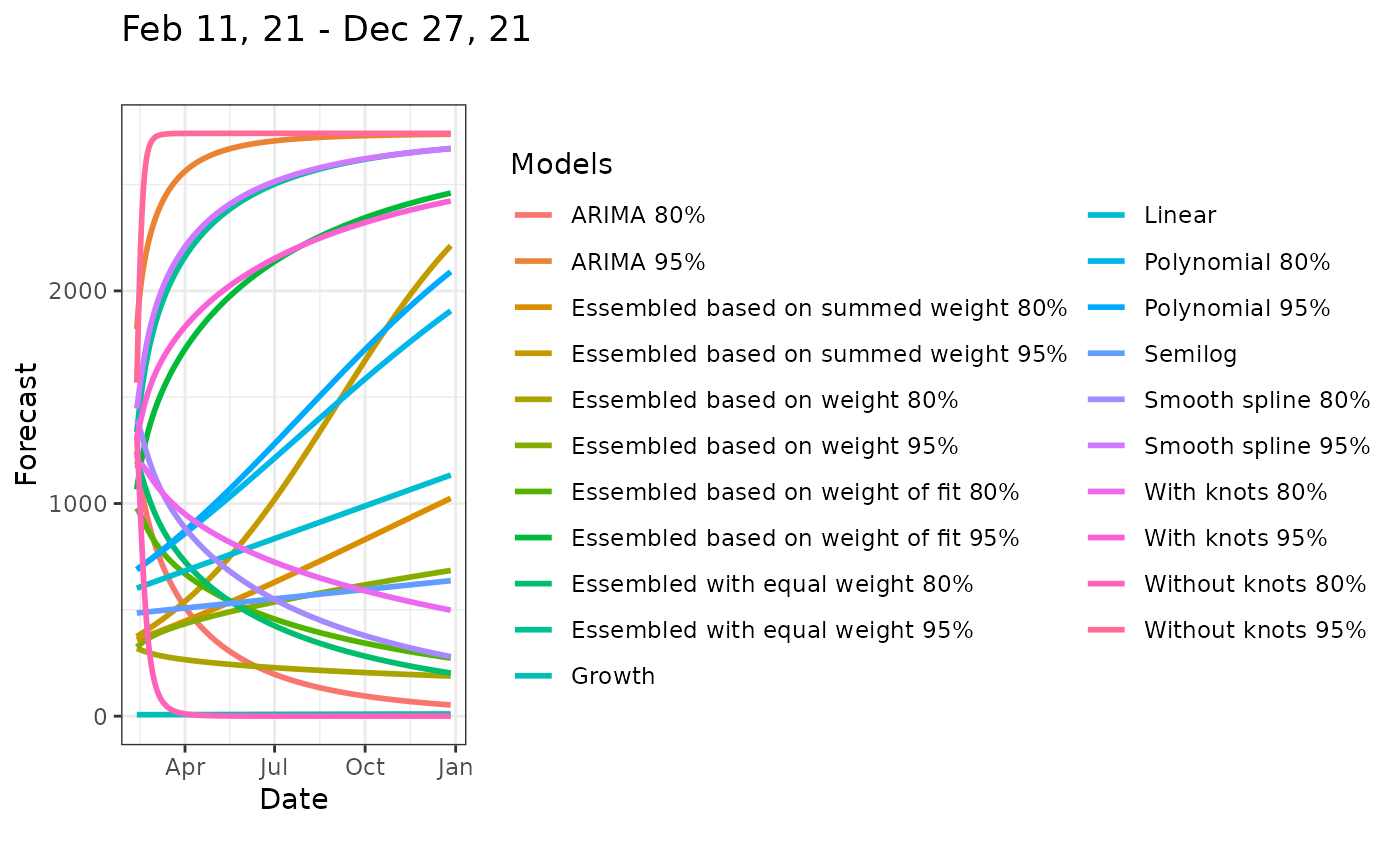 Feb 11, 21 - Dec 27, 21
Forecast
2000
1000
0
Apr
Jul
Oct
Jan
Date
Models
ARIMA 80%
ARIMA 95%
Essembled based on summed weight 80%
Essembled based on summed weight 95%
Essembled based on weight 80%
Essembled based on weight 95%
Essembled based on weight of fit 80%
Essembled based on weight of fit 95%
Essembled with equal weight 80%
Essembled with equal weight 95%
Growth
Linear
Polynomial 80%
Polynomial 95%
Semilog
Smooth spline 80%
Smooth spline 95%
With knots 80%
With knots 95%
Without knots 80%
Without knots 95%